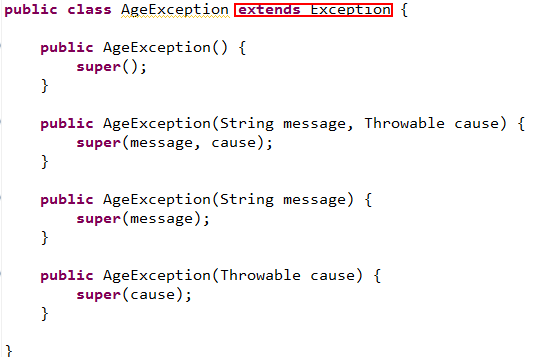 public class AgeException extends Exception {
public AgeException() {
super();
}
public AgeException(String message, Throwable cause) {
super(message, cause);
}
public AgeException(String message) {
super(message);
}
public AgeException(Throwable cause) {
super(cause);
}
}